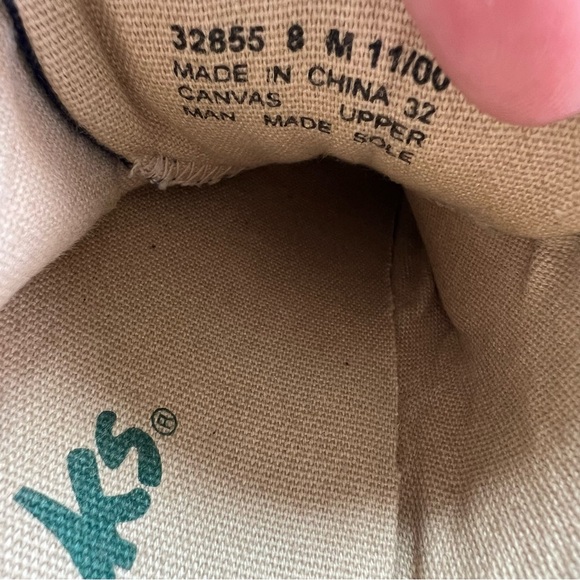 32855 8 M 11/00
MADE IN CHINA 32
CANVAS UPPER
MAN MADE SOLE
ks®